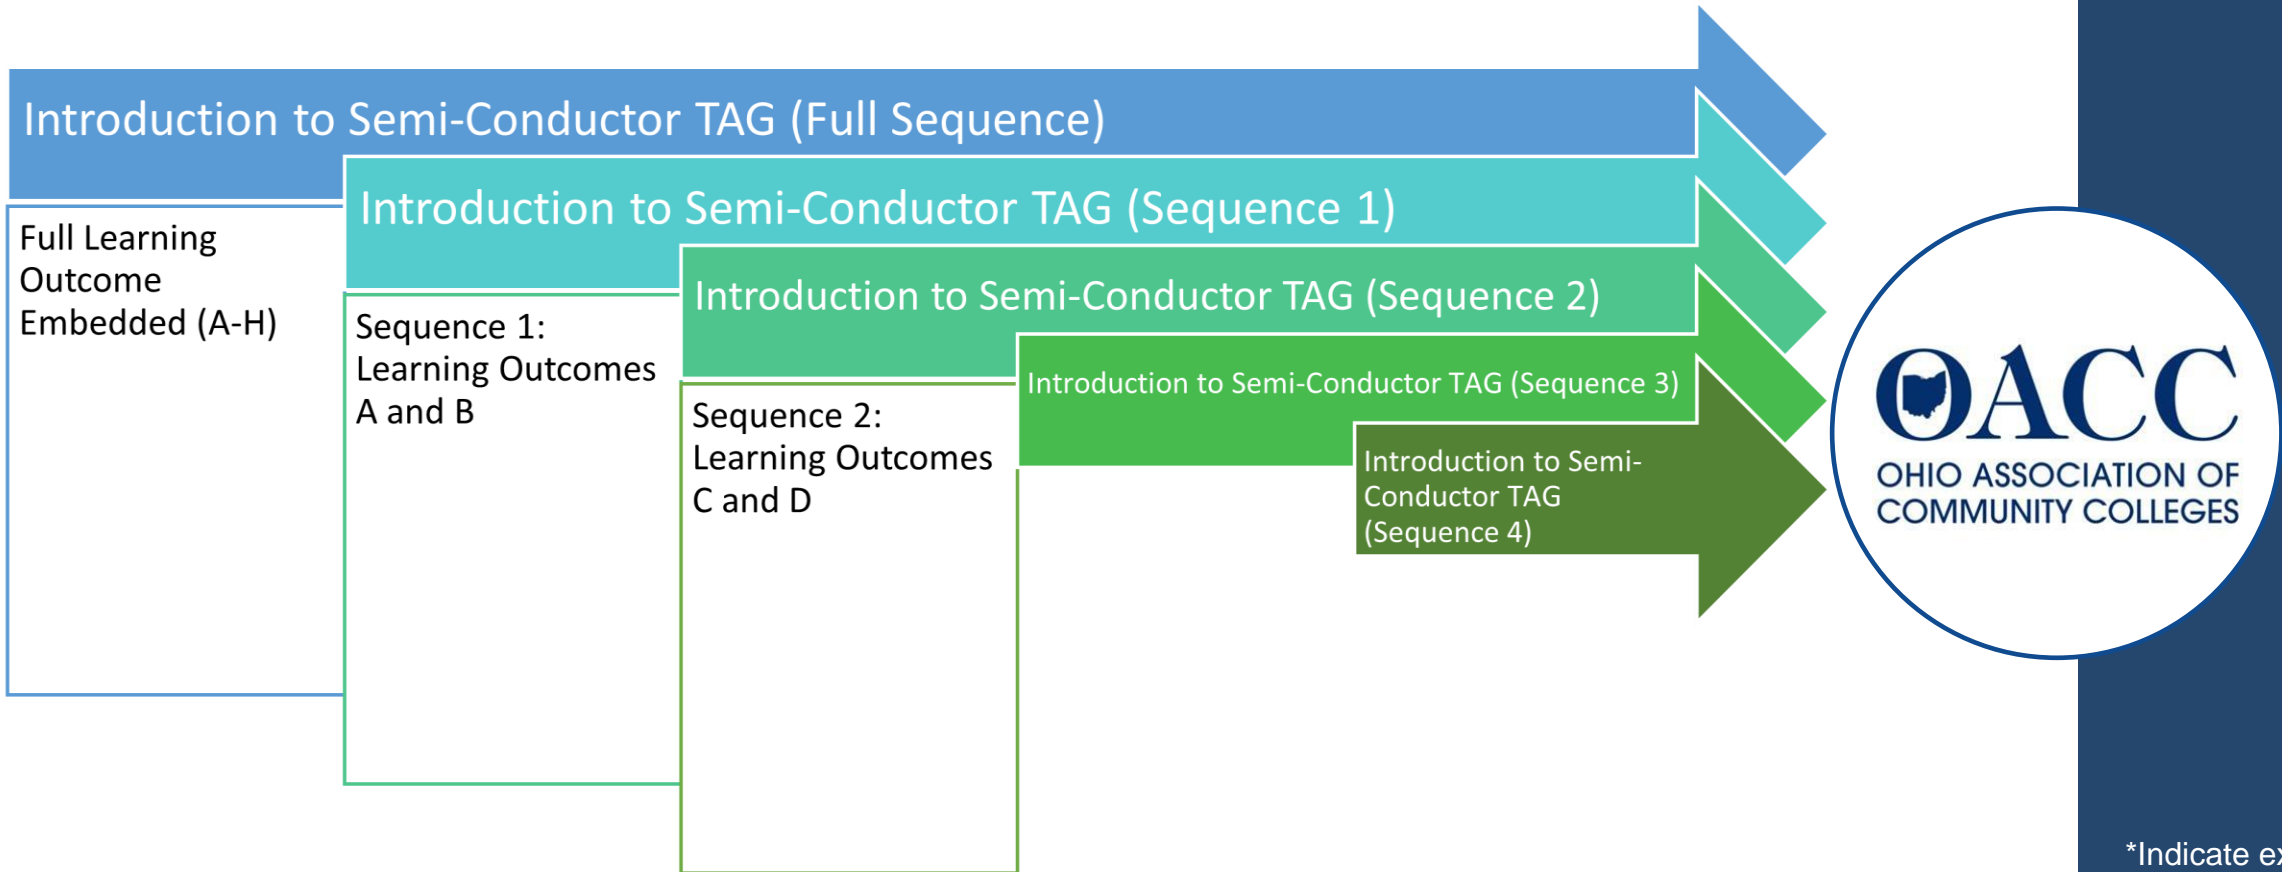 Introduction to Semi-Conductor TAG (Full Sequence)
Full Learning
Outcome
Embedded (A-H)
Introduction to Semi-Conductor TAG (Sequence 1)
Sequence 1:
Learning Outcomes
A and B
Introduction to Semi-Conductor TAG (Sequence 2)
Sequence 2:
Learning Outcomes
C and D
Introduction to Semi-Conductor TAG (Sequence 3)
Introduction to Semi-
Conductor TAG
(Sequence 4)
OACC
OHIO ASSOCIATION OF
COMMUNITY COLLEGES
*Indicate